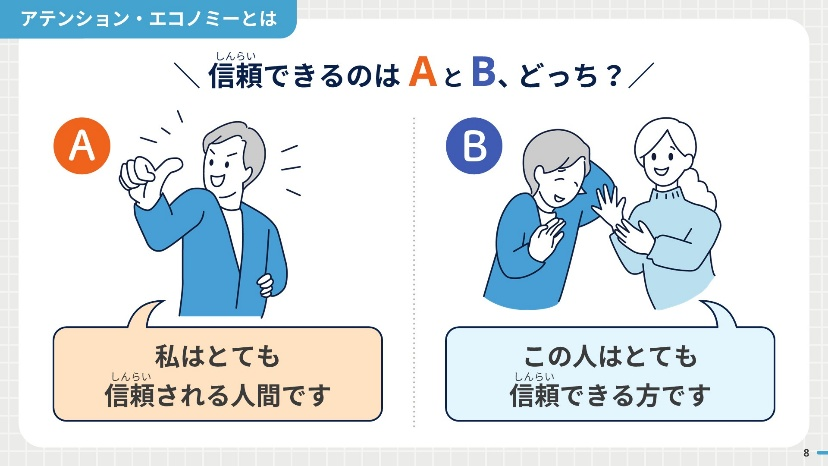 アテンション・エコノミーとは
しんらい
信頼できるのは AとB、どっち？
A
B
私はとても
しんらい
信頼される人間です
この人はとても
しんらい
信頼できる方です
8